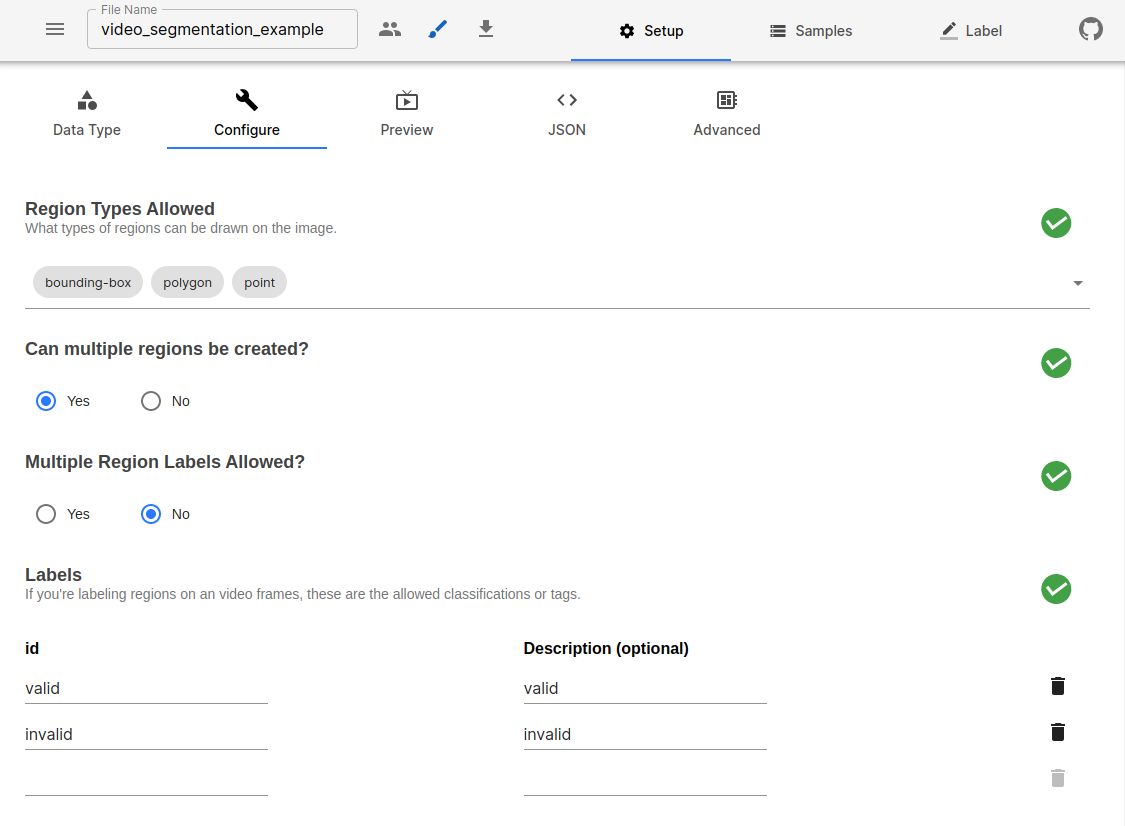 File Name
video_segmentation_example
Setup
Samples
Label
Data Type
Configure
Preview
JSON
Advanced
Region Types Allowed
What types of regions can be drawn on the image.
bounding-box polygon point
Can multiple regions be created?
Yes No
Multiple Region Labels Allowed?
Yes No
Labels
If you're labeling regions on an video frames, these are the allowed classifications or tags.
id Description (optional)
valid valid
invalid invalid